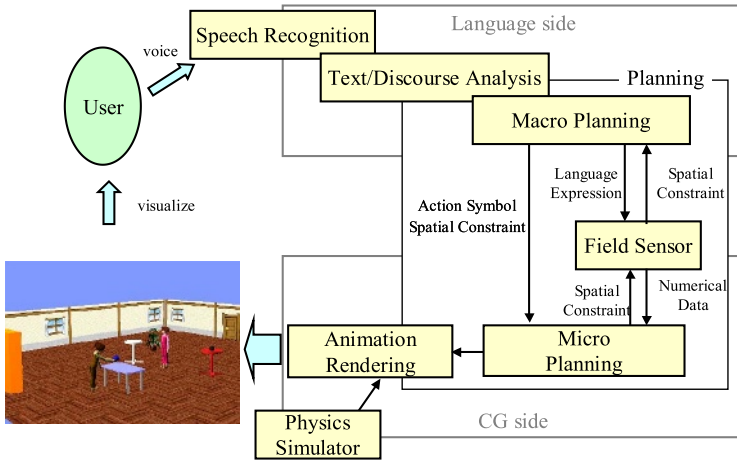 Speech Recognition
Language side
voice
Text/Discourse Analysis
Planning
User
Macro Planning
Language
Expression
Spatial
Constraint
Action Symbol
Spatial Constraint
visualize
Field Sensor
Spatial
Constraint
Numerical
Data
Animation
Rendering
Micro
Planning
Physics
Simulator
CG side